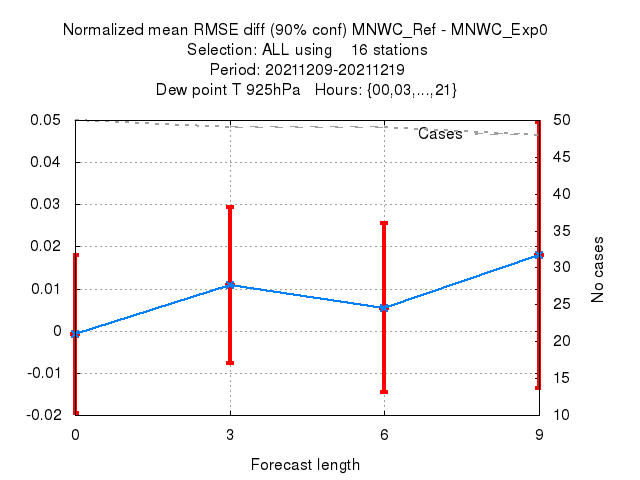 Normalized mean RMSE diff (90% conf) MNWC_Ref - MNWC_Exp0
Selection: ALL using 16 stations
Period: 20211209-20211219
Dew point T 925hPa Hours: {00,03,...,21}
0.05
0.04
0.03
0.02
0.01
0
-0.01
-0.02
Cases
50
45
40
35
30
25
20
15
10
No cases
0 3 6 9
Forecast length